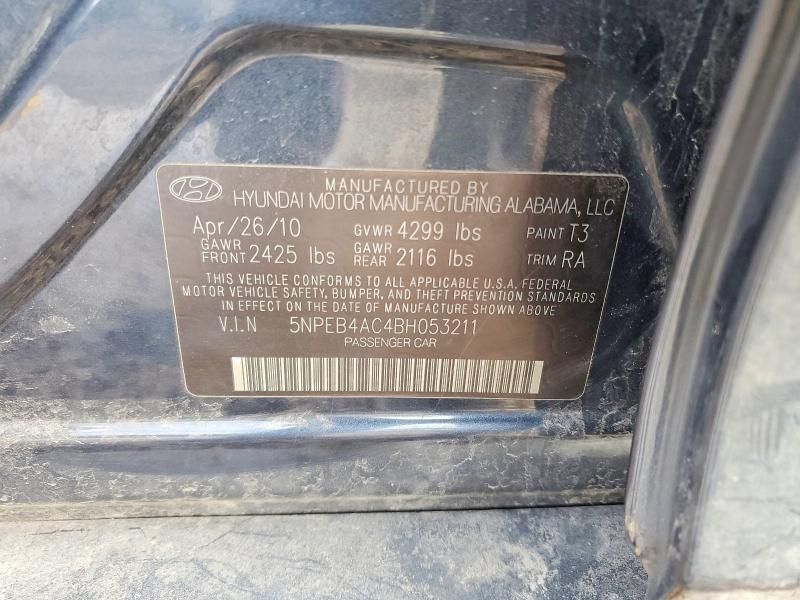 MANUFACTURED BY
HYUNDAI MOTOR MANUFACTURING ALABAMA, LLC
Apr/26/10 GVWR 4299 lbs PAINT T3
GAWR FRONT 2425 lbs GAWR REAR 2116 lbs TRIM RA
THIS VEHICLE CONFORMS TO ALL APPLICABLE U.S.A. FEDERAL
MOTOR VEHICLE SAFETY, BUMPER, AND THEFT PREVENTION STANDARDS
IN EFFECT ON THE DATE OF MANUFACTURE SHOWN ABOVE
V.I.N 5NPEB4AC4BH053211
PASSENGER CAR